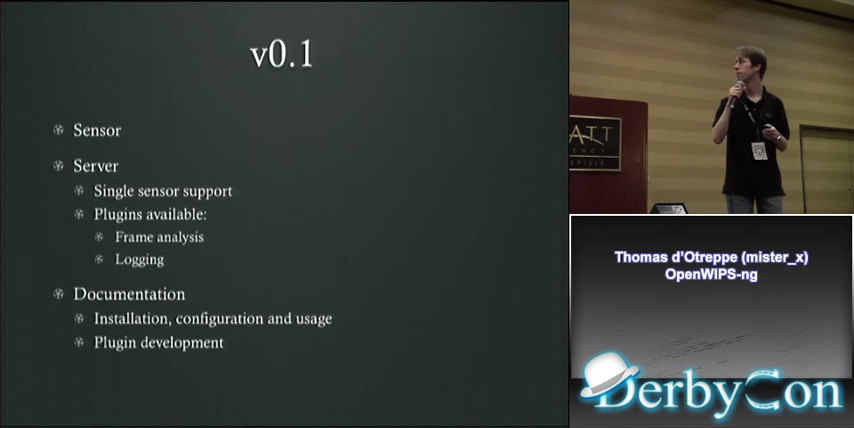 v0.1
Sensor
Server
Single sensor support
Plugins available:
Frame analysis
Logging
Documentation
Installation, configuration and usage
Plugin development
ATT
Thomas d'Otreppe (mister_x)
OpenWIPS-ng
DerbyCon